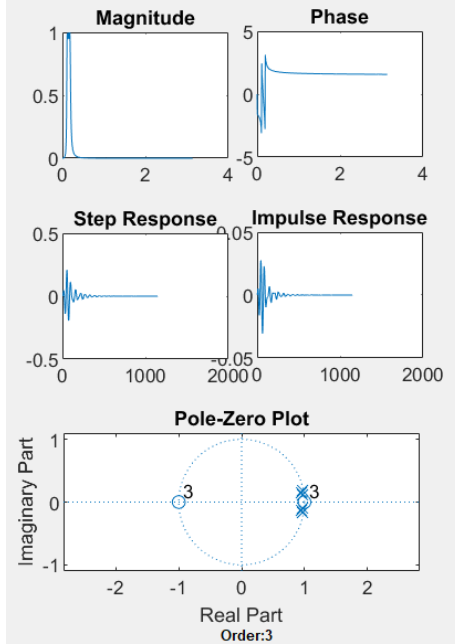 Magnitude
Phase
1
0.5
0
0 2 4
5
0
-5
0 2 4
Step Response
Impulse Response
0.5
0
-0.5
0 1000 2000
0.05
0
-0.05
0 1000 2000
Pole-Zero Plot
Imaginary Part
1
0
-1
3
3
-2 -1 0 1 2
Real Part
Order:3